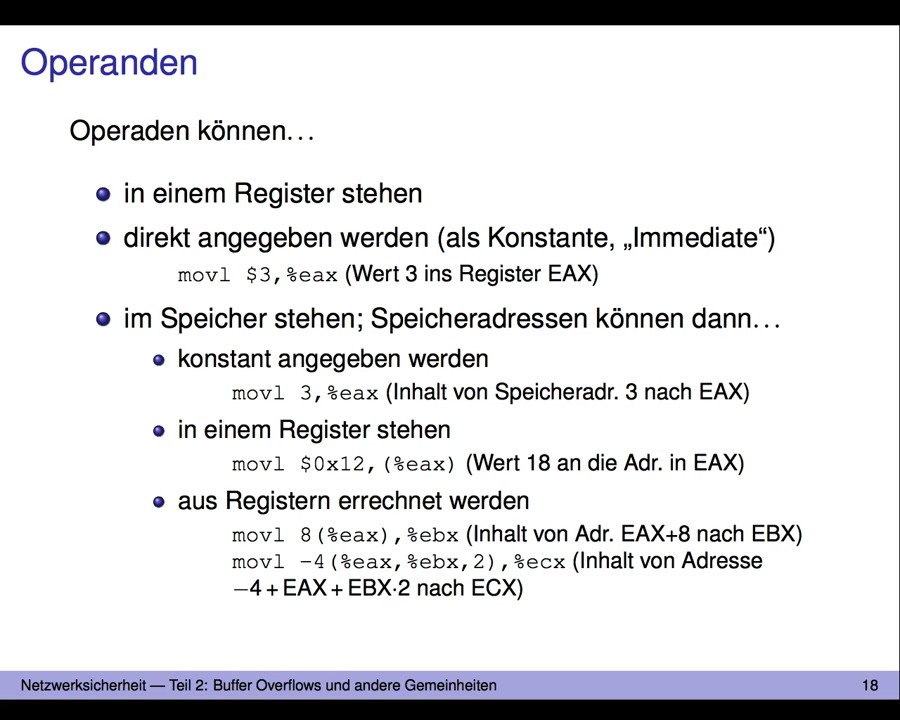 Operanden
Operaden können…
in einem Register stehen
direkt angegeben werden (als Konstante, „Immediate“)
movl $3,%eax (Wert 3 ins Register EAX)
im Speicher stehen; Speicheradressen können dann…
konstant angegeben werden
movl 3,%eax (Inhalt von Speicheradr. 3 nach EAX)
in einem Register stehen
movl $0x12,(%eax) (Wert 18 an die Adr. in EAX)
aus Registern errechnet werden
movl 8(%eax),%ebx (Inhalt von Adr. EAX+8 nach EBX)
movl -4(%eax,%ebx,2),%ecx (Inhalt von Adresse
−4+EAX+EBX·2 nach ECX)
Netzwerksicherheit — Teil 2: Buffer Overflows und andere Gemeinheiten 18